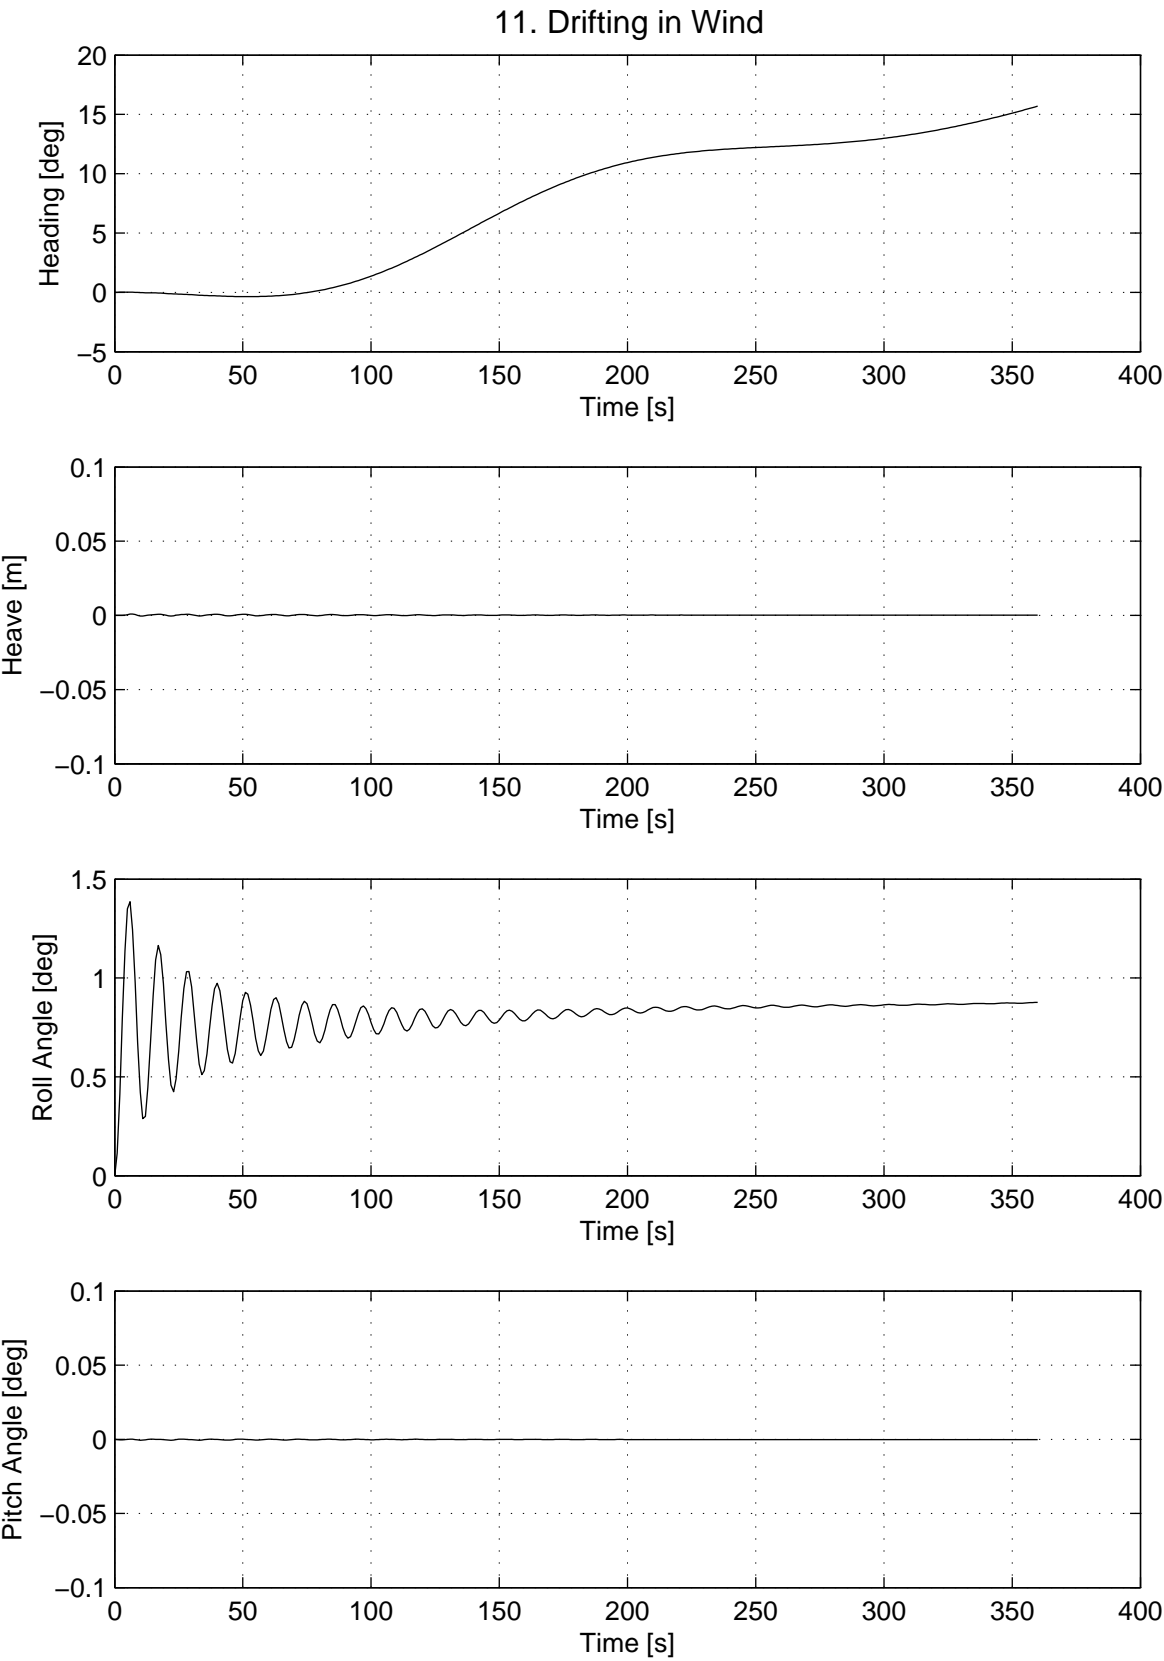 11. Drifting in Wind
20
15
10
5
0
−5
Heading [deg]
0 50 100 150 200 250 300 350 400
Time [s]
0.1
0.05
0
−0.05
−0.1
Heave [m]
0 50 100 150 200 250 300 350 400
Time [s]
1.5
1
0.5
0
Roll Angle [deg]
0 50 100 150 200 250 300 350 400
Time [s]
0.1
0.05
0
−0.05
−0.1
Pitch Angle [deg]
0 50 100 150 200 250 300 350 400
Time [s]